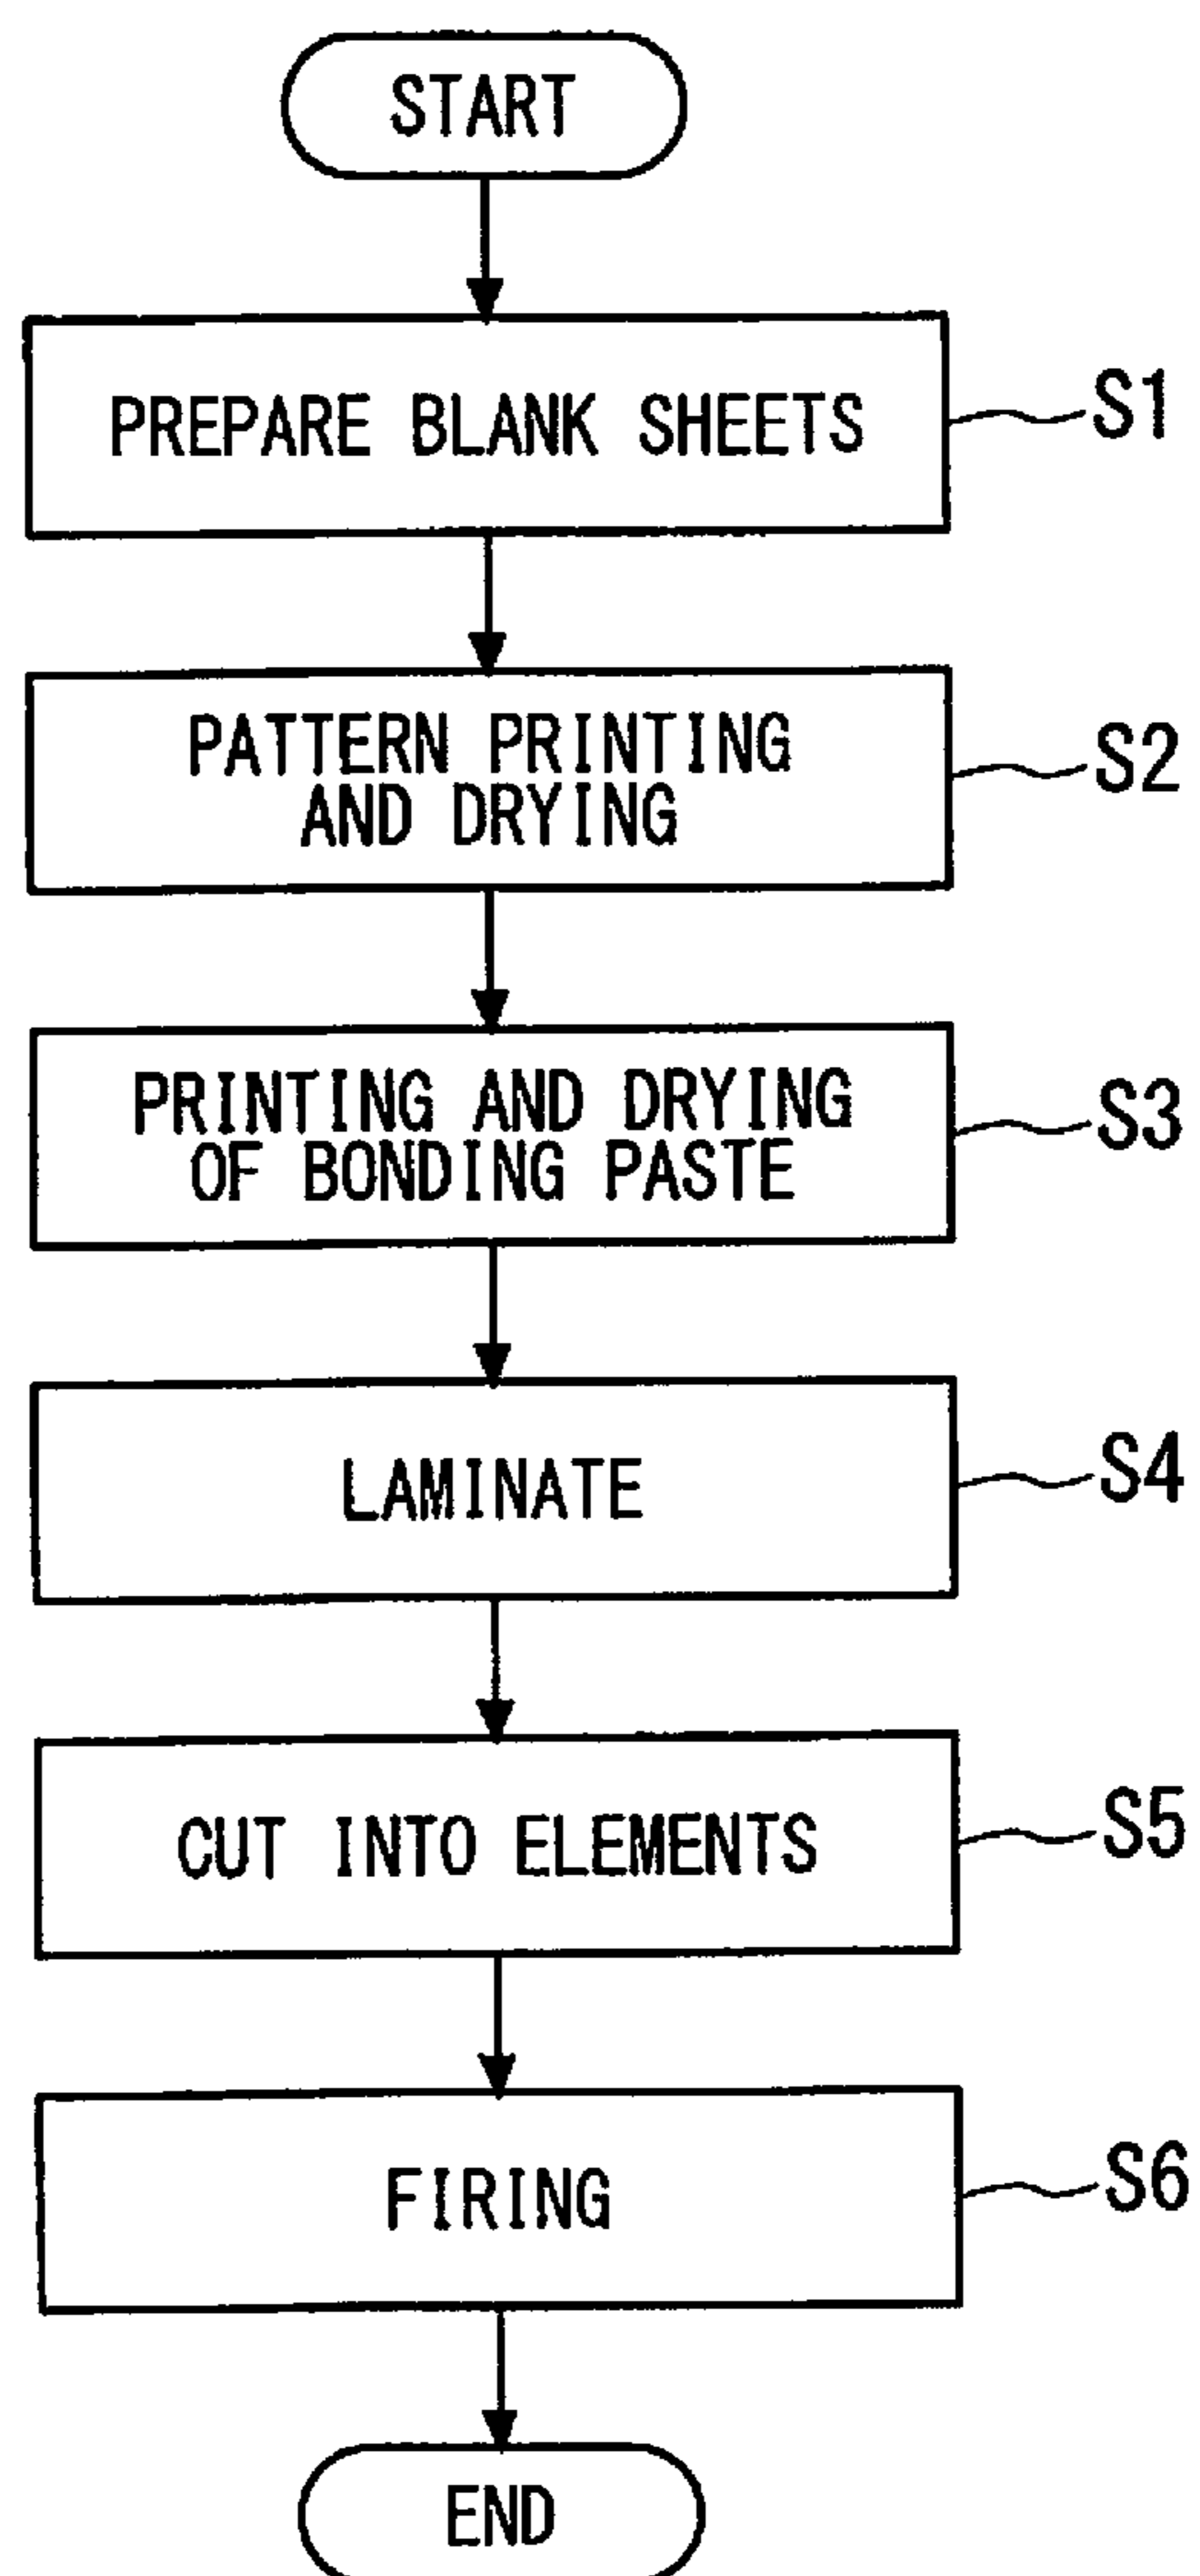 START
PREPARE BLANK SHEETS
S1
PATTERN PRINTING
AND DRYING
S2
PRINTING AND DRYING
OF BONDING PASTE
S3
LAMINATE
S4
CUT INTO ELEMENTS
S5
FIRING
S6
END